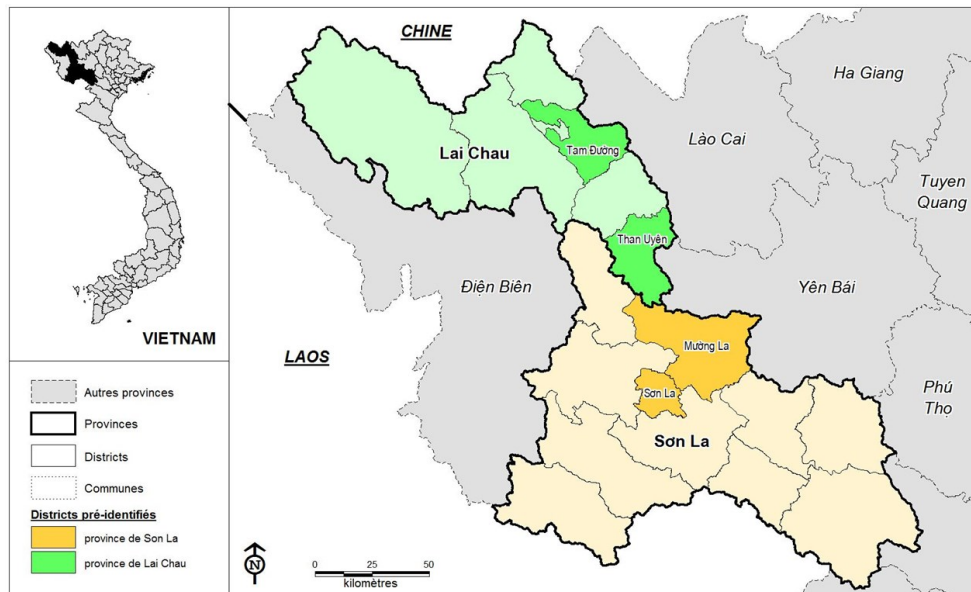 VIETNAM
Autres provinces
Provinces
Districts
Communes
Districts pré-identifiés
province de Son La
province de Lai Chau
CHINE
Ha Giang
Lào Cai
Lai Chau
Tam Đường
Tuyen
Quang
Than Uyên
Điện Biên
Yên Bái
LAOS
Mường La
Sơn La
Phú
Thọ
Sơn La
N
0 25 50
kilomètres